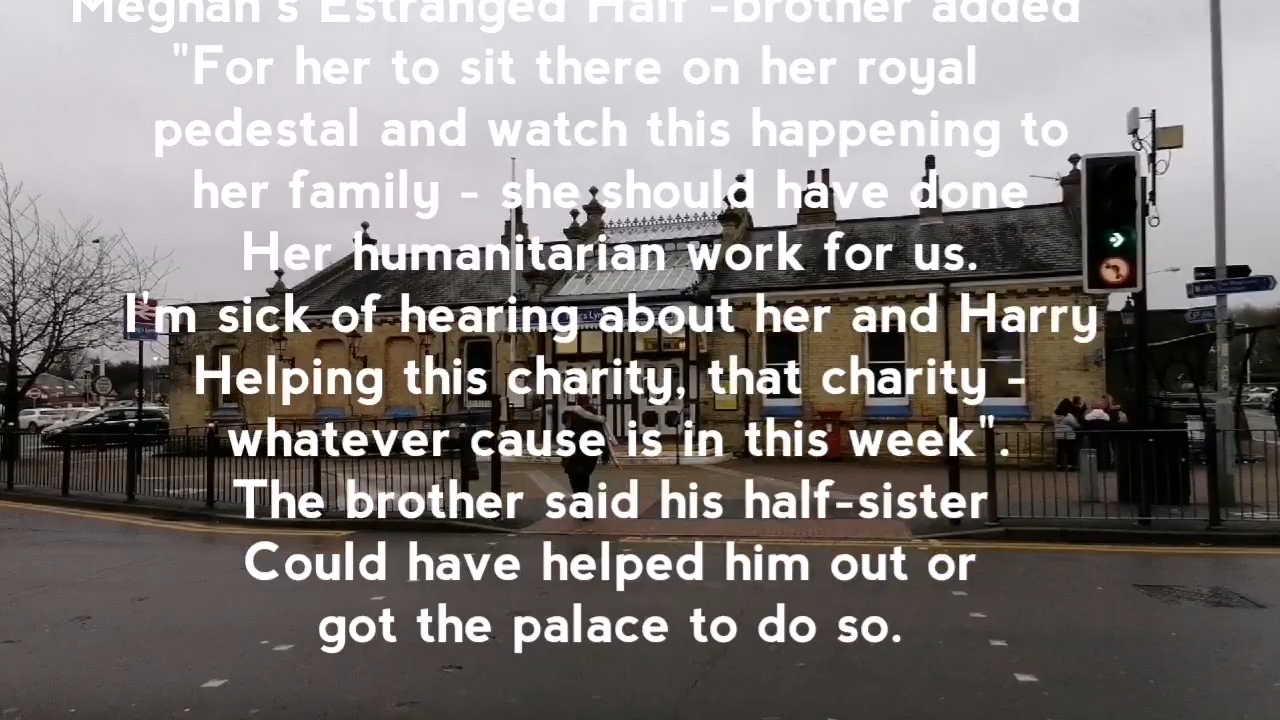 Meghan's Estranged Half-brother added
"For her to sit there on her royal
pedestal and watch this happening to
her family - she should have done
Her humanitarian work for us.
I'm sick of hearing about her and Harry
Helping this charity, that charity -
whatever cause is in this week".
The brother said his half-sister
Could have helped him out or
got the palace to do so.